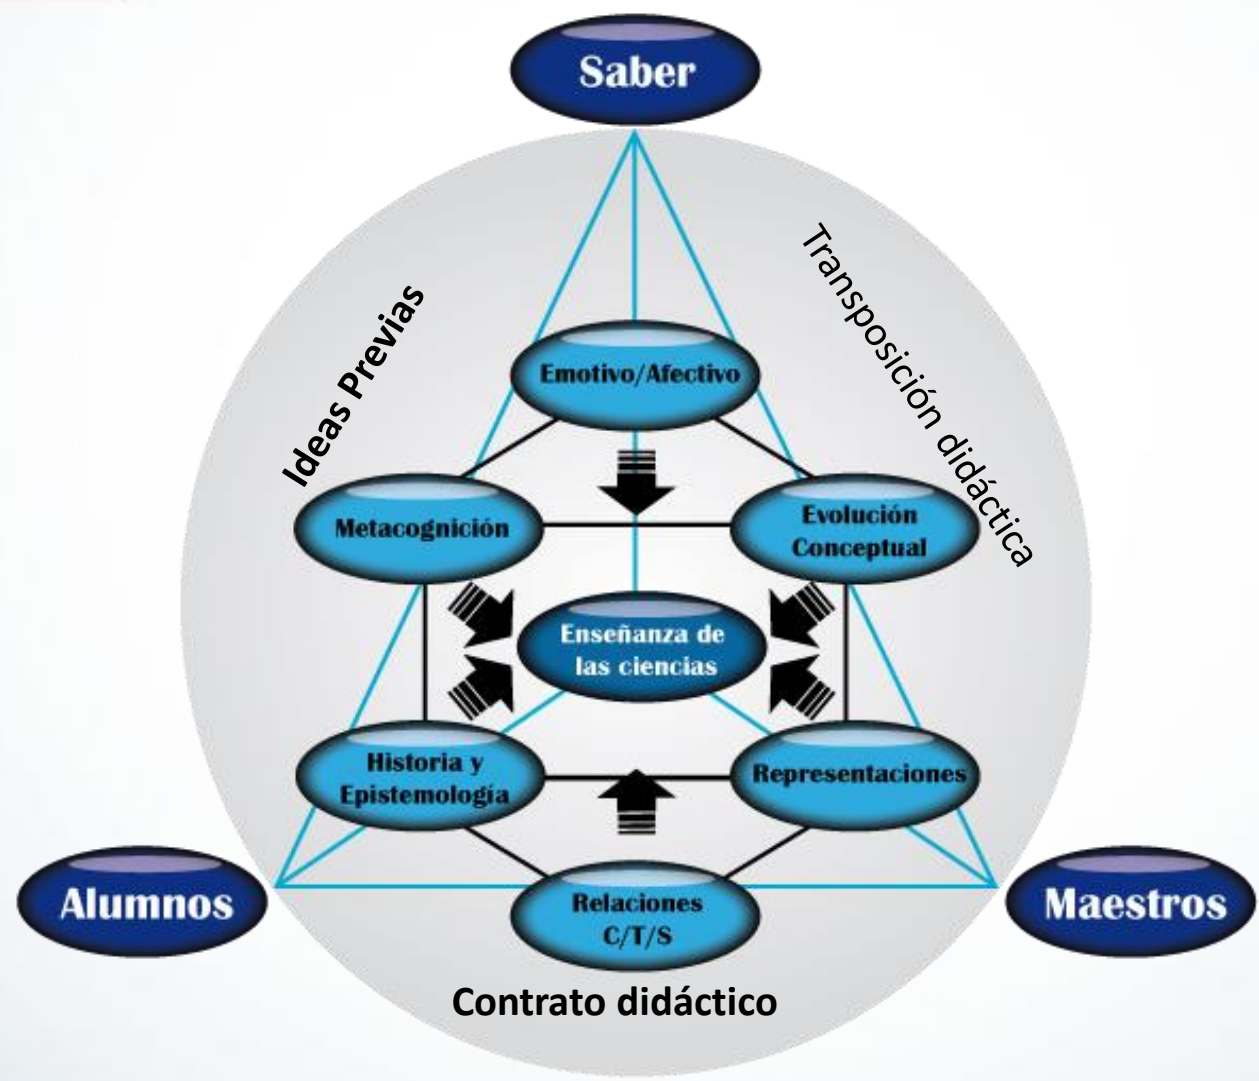 Saber
Ideas Previas
Transposición didáctica
Emotivo/Afectivo
Metacognición
Evolución
Conceptual
Enseñanza de
las ciencias
Historia y
Epistemología
Representaciones
Alumnos
Relaciones
C/T/S
Maestros
Contrato didáctico